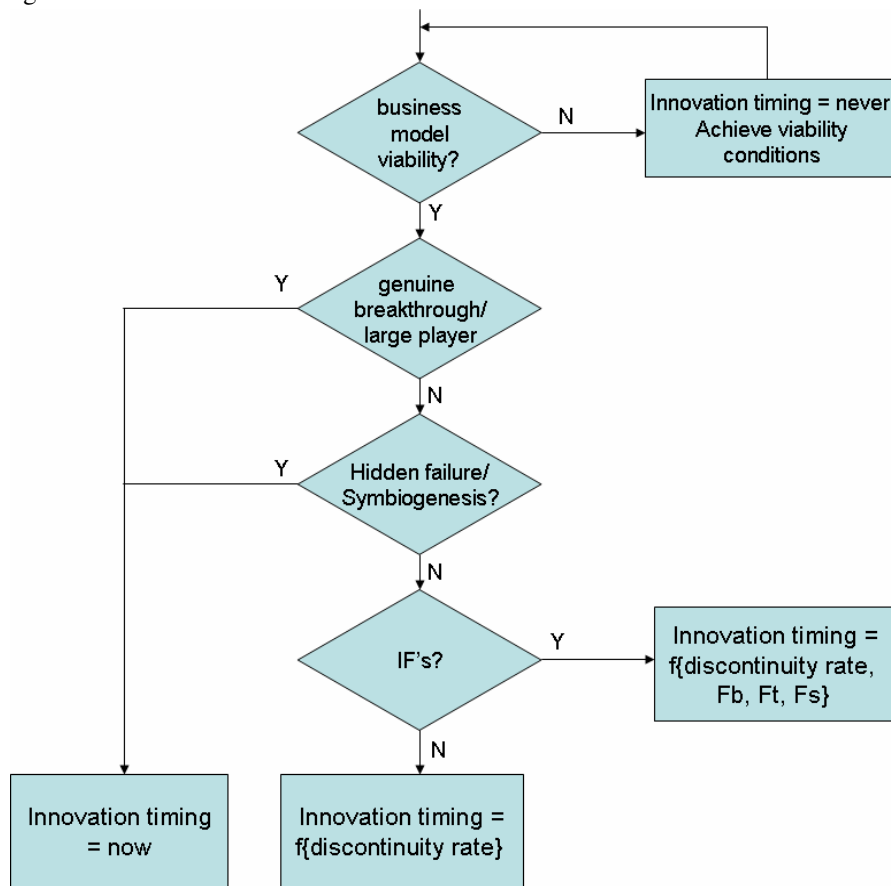 business
model
viability?
N
Innovation timing = never
Achieve viability
conditions
Y
Y
genuine
breakthrough/
large player
N
Y
Hidden failure/
Symbiogenesis?
N
IF's?
Y
Innovation timing =
f{discontinuity rate,
Fb, Ft, Fs}
N
Innovation timing
= now
Innovation timing =
f{discontinuity rate}